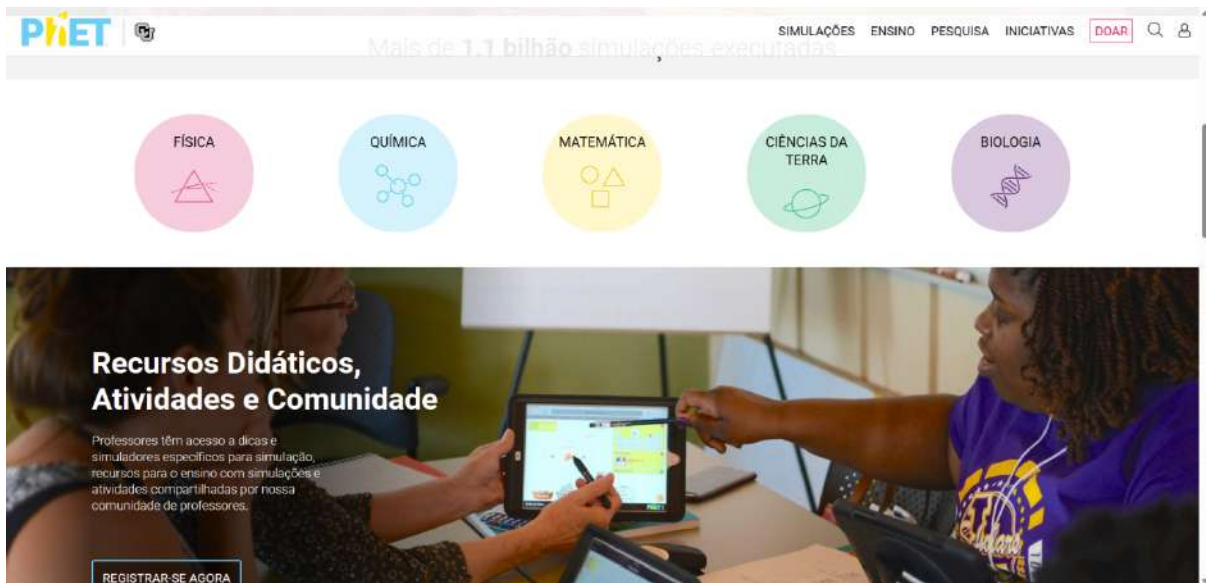 PhET
SIMULAÇÕES ENSINO PESQUISA INICIATIVAS DOAR
Mais de 1.1 bilhão simulações executadas
FÍSICA
QUÍMICA
MATEMÁTICA
CIÊNCIAS DA
TERRA
BIOLOGIA
Recursos Didáticos,
Atividades e Comunidade
Professores têm acesso a dicas e
simuladores específicos para simulação,
recursos para o ensino com simulações e
atividades compartilhadas por nossa
comunidade de professores.
REGISTRAR-SE AGORA